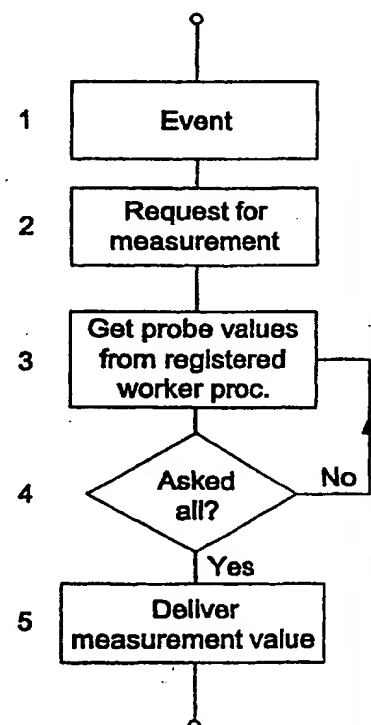 1
Event
2
Request for
measurement
3
Get probe values
from registered
worker proc.
4
Asked
all?
No
Yes
5
Deliver
measurement value